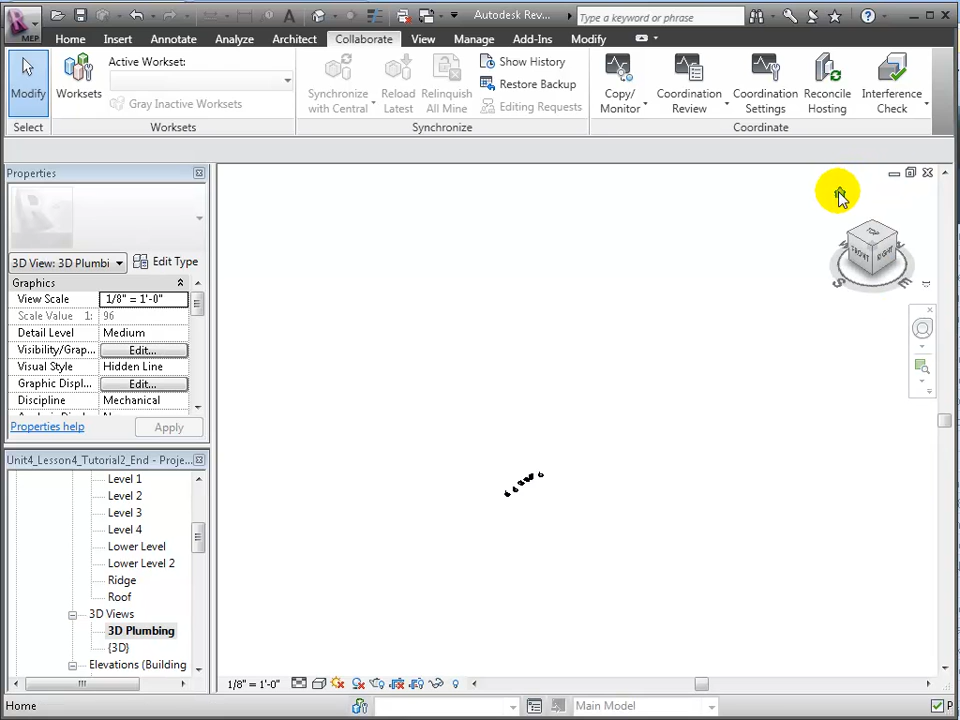 Autodesk Rev...
Type a keyword or phrase
MEP
Home Insert Annotate Analyze Architect Collaborate View Manage Add-Ins Modify
Modify
Select
Worksets
Active Workset:
Gray Inactive Worksets
Worksets
Synchronize with Central
Reload Latest
Relinquish All Mine
Show History
Restore Backup
Editing Requests
Synchronize
Copy/ Monitor
Coordination Review
Coordination Settings
Reconcile Hosting
Interference Check
Coordinate
Properties
3D View: 3D Plumbi
Edit Type
Graphics
View Scale 1/8" = 1'-0"
Scale Value 1: 96
Detail Level Medium
Visibility/Grap... Edit...
Visual Style Hidden Line
Graphic Displ... Edit...
Discipline Mechanical
Properties help
Apply
Unit4_Lesson4_Tutorial2_End - Proje...
Level 1
Level 2
Level 3
Level 4
Lower Level
Lower Level 2
Ridge
Roof
3D Views
3D Plumbing
{3D}
Elevations (Building
TOP
FRONT
RIGHT
S
E
1/8" = 1'-0"
Home
Main Model
P